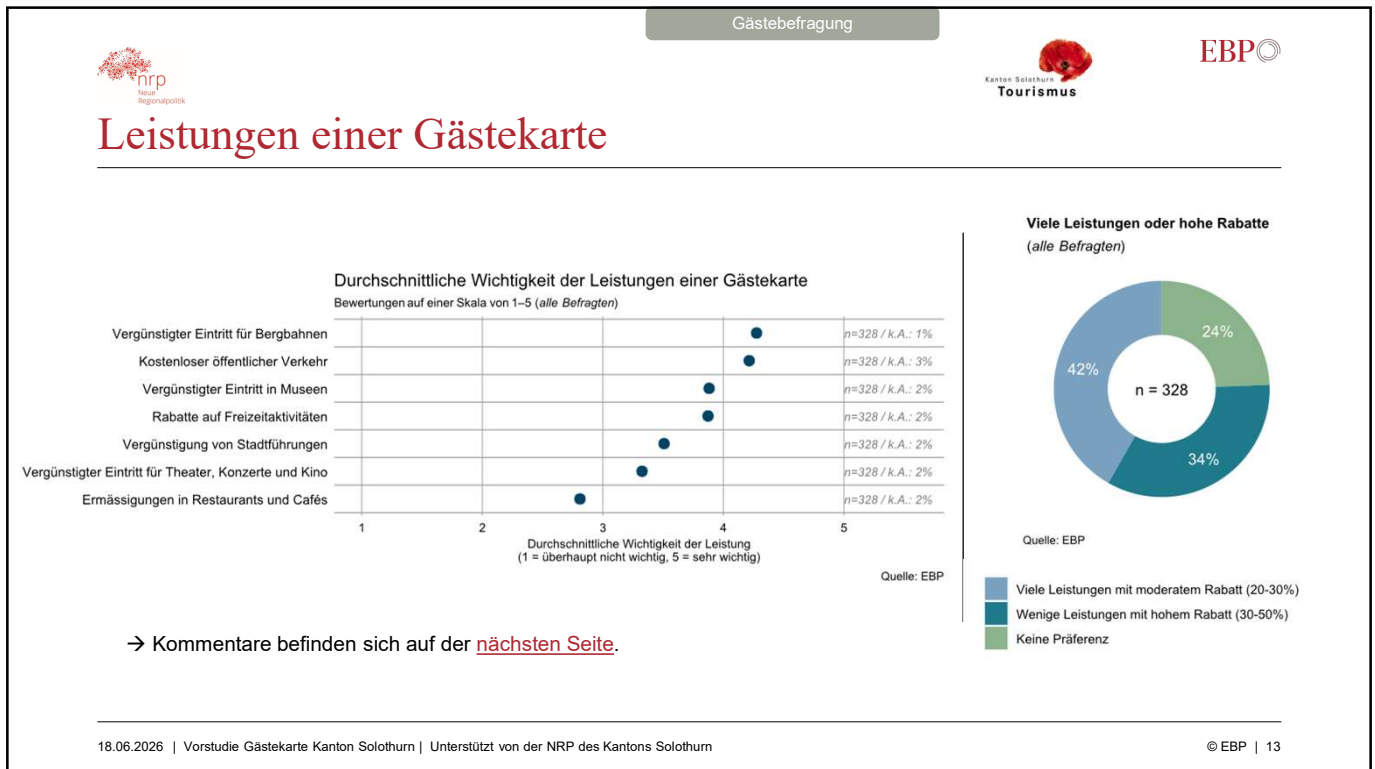 Gästebefragung
nrp
Neue
Regionalpolitik
Kanton Solothurn
Tourismus
EBP
Leistungen einer Gästekarte
Durchschnittliche Wichtigkeit der Leistungen einer Gästekarte
Bewertungen auf einer Skala von 1–5 (alle Befragten)
Vergünstigter Eintritt für Bergbahnen n=328 / k.A.: 1%
Kostenloser öffentlicher Verkehr n=328 / k.A.: 3%
Vergünstigter Eintritt in Museen n=328 / k.A.: 2%
Rabatte auf Freizeitaktivitäten n=328 / k.A.: 2%
Vergünstigung von Stadtführungen n=328 / k.A.: 2%
Vergünstigter Eintritt für Theater, Konzerte und Kino n=328 / k.A.: 2%
Ermässigungen in Restaurants und Cafés n=328 / k.A.: 2%
1 2 3 4 5
Durchschnittliche Wichtigkeit der Leistung
(1 = überhaupt nicht wichtig, 5 = sehr wichtig)
Quelle: EBP
Viele Leistungen oder hohe Rabatte
(alle Befragten)
24%
42%
n = 328
34%
Quelle: EBP
Viele Leistungen mit moderatem Rabatt (20-30%)
Wenige Leistungen mit hohem Rabatt (30-50%)
Keine Präferenz
→ Kommentare befinden sich auf der nächsten Seite.
18.06.2026 | Vorstudie Gästekarte Kanton Solothurn | Unterstützt von der NRP des Kantons Solothurn © EBP | 13